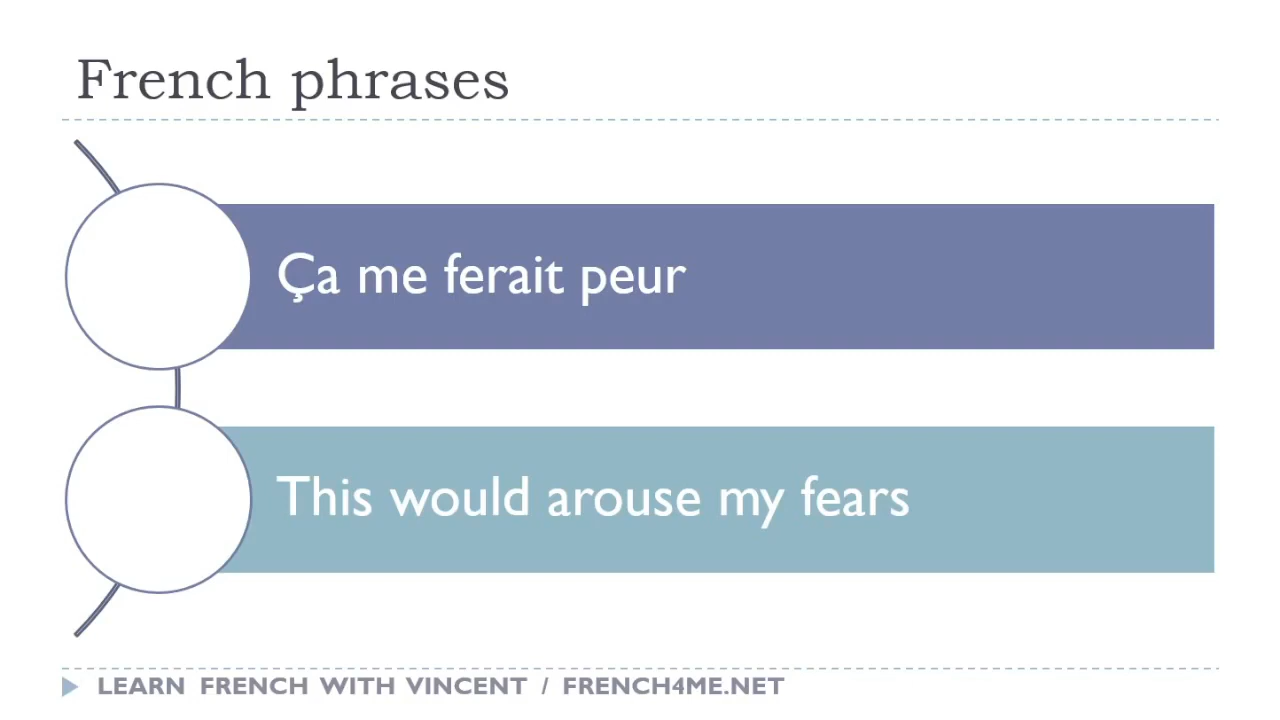 French phrases
Ça me ferait peur
This would arouse my fears
LEARN FRENCH WITH VINCENT / FRENCH4ME.NET